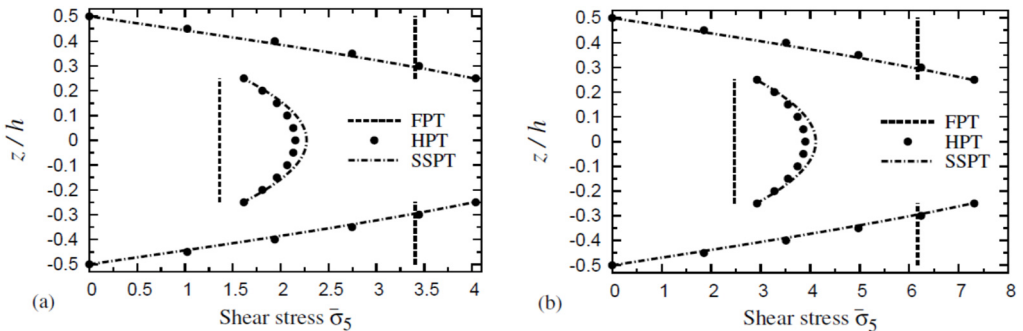 0.5
0.4
0.3
0.2
0.1
0
-0.1
-0.2
-0.3
-0.4
-0.5
z / h
FPT
HPT
SSPT
0 0.5 1 1.5 2 2.5 3 3.5 4
(a)
Shear stress σ̄₅
0.5
0.4
0.3
0.2
0.1
0
-0.1
-0.2
-0.3
-0.4
-0.5
z / h
FPT
HPT
SSPT
0 1 2 3 4 5 6 7 8
(b)
Shear stress σ̄₅